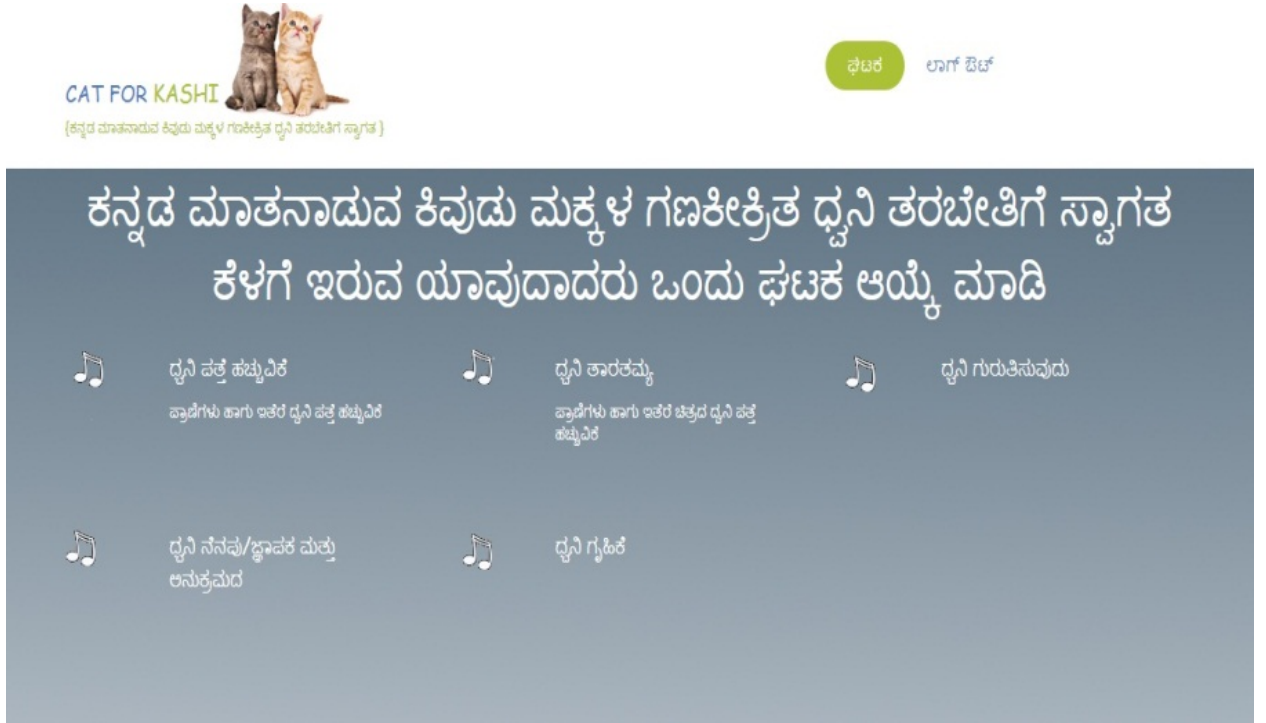 CAT FOR KASHI
{ಕನ್ನಡ ಮಾತನಾಡುವ ಕಿವುಡು ಮಕ್ಕಳ ಗಣಕೀಕ್ರಿತ ಧ್ವನಿ ತರಬೇತಿಗೆ ಸ್ವಾಗತ }
ಘಟಕ ಲಾಗ್ ಔಟ್
ಕನ್ನಡ ಮಾತನಾಡುವ ಕಿವುಡು ಮಕ್ಕಳ ಗಣಕೀಕ್ರಿತ ಧ್ವನಿ ತರಬೇತಿಗೆ ಸ್ವಾಗತ
ಕೆಳಗೆ ಇರುವ ಯಾವುದಾದರು ಒಂದು ಘಟಕ ಆಯ್ಕೆ ಮಾಡಿ
ಧ್ವನಿ ಪತ್ತೆ ಹಚ್ಚುವಿಕೆ
ಪ್ರಾಣಿಗಳು ಹಾಗು ಇತರೆ ಧ್ವನಿ ಪತ್ತೆ ಹಚ್ಚುವಿಕೆ
ಧ್ವನಿ ತಾರತಮ್ಯ
ಪ್ರಾಣಿಗಳು ಹಾಗು ಇತರೆ ಚಿತ್ರದ ಧ್ವನಿ ಪತ್ತೆ
ಹಚ್ಚುವಿಕೆ
ಧ್ವನಿ ಗುರುತಿಸುವುದು
ಧ್ವನಿ ನೆನಪು/ಜ್ಞಾಪಕ ಮತ್ತು
ಅನುಕ್ರಮದ
ಧ್ವನಿ ಗೃಹಿಕೆ